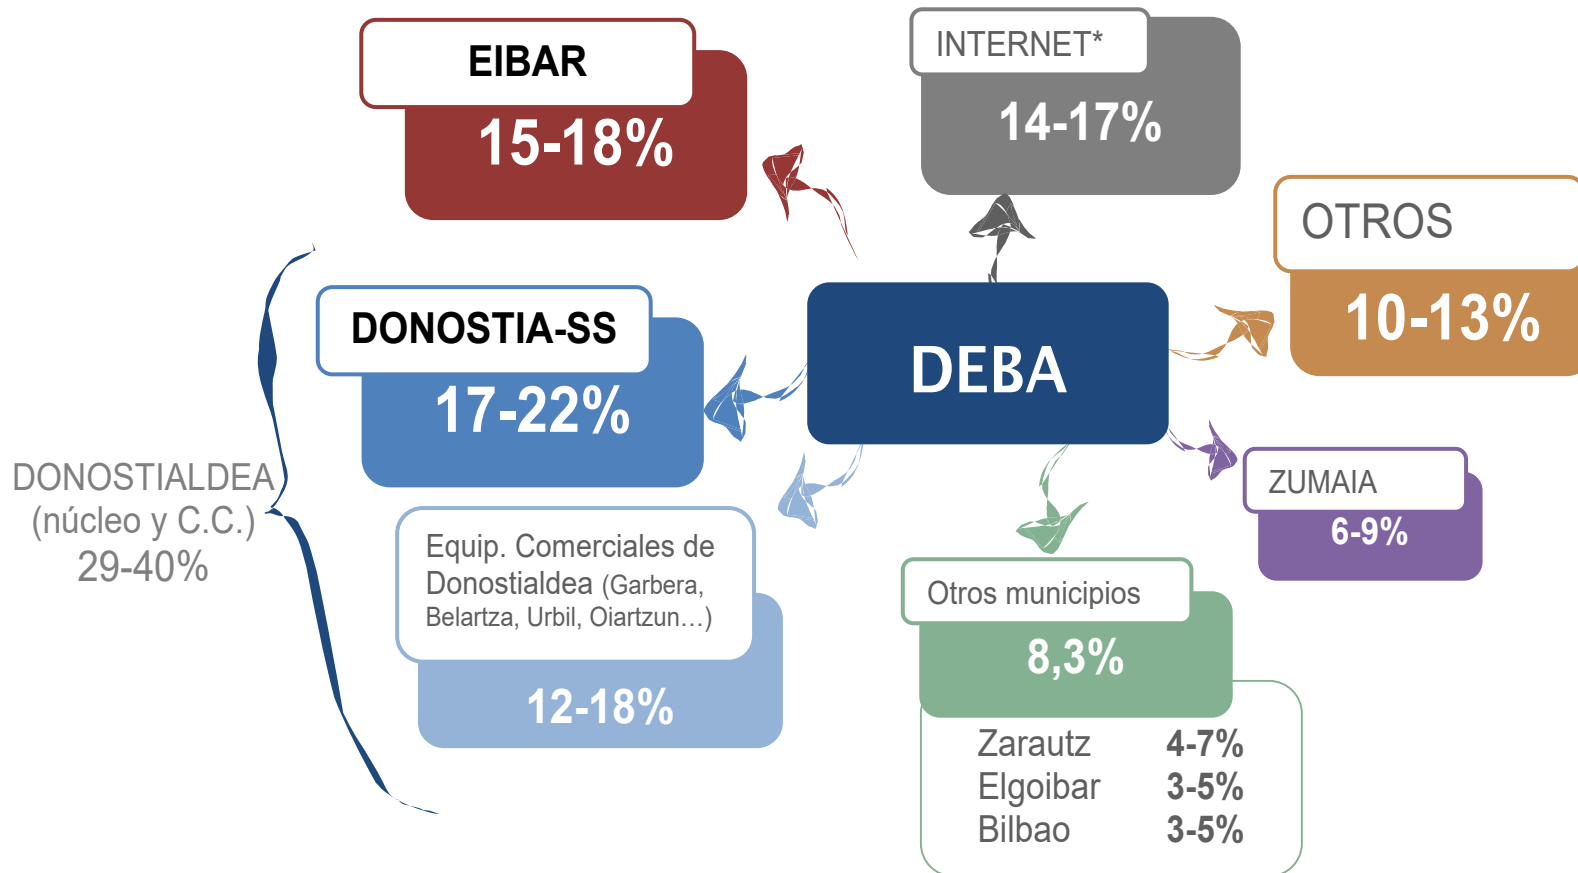 EIBAR
15-18%
INTERNET*
14-17%
OTROS
10-13%
DONOSTIA-SS
17-22%
DEBA
DONOSTIALDEA
(núcleo y C.C.)
29-40%
ZUMAIA
6-9%
Equip. Comerciales de
Donostialdea (Garbera,
Belartza, Urbil, Oiartzun…)
12-18%
Otros municipios
8,3%
Zarautz 4-7%
Elgoibar 3-5%
Bilbao 3-5%